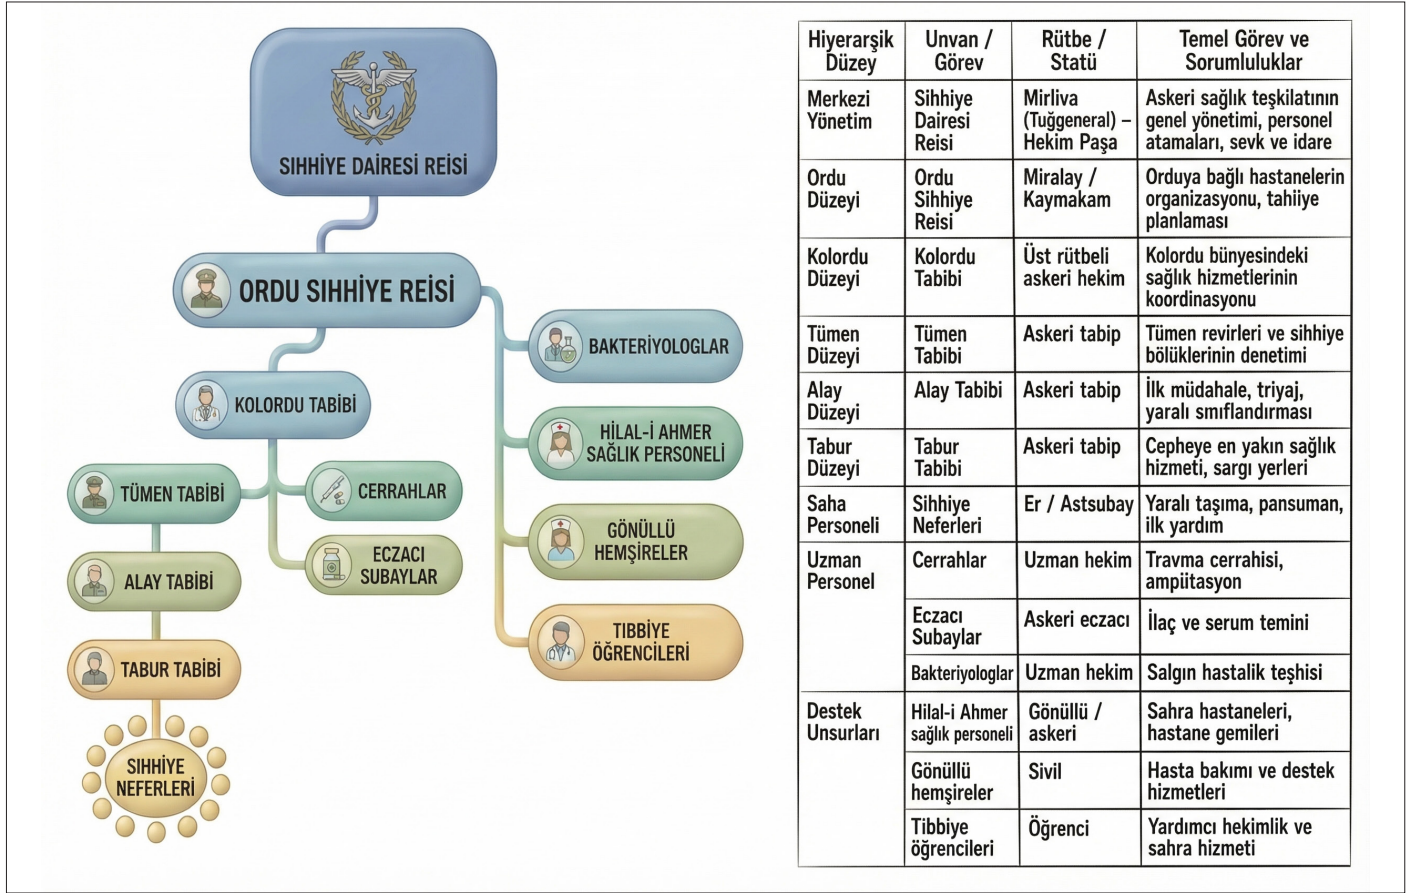 SIHHİYE DAİRESİ REİSİ
ORDU SIHHİYE REİSİ
KOLORDU TABİBİ
TÜMEN TABİBİ
ALAY TABİBİ
TABUR TABİBİ
SIHHİYE
NEFERLERİ
CERRAHLAR
ECZACI
SUBAYLAR
BAKTERİYOLOGLAR
HİLAL-İ AHMER
SAĞLIK PERSONELİ
GÖNÜLLÜ
HEMŞİRELER
TIBBİYE
ÖĞRENCİLERİ
Hiyerarşik
Düzey
Unvan /
Görev
Rütbe /
Statü
Temel Görev ve
Sorumluluklar
Merkezi
Yönetim
Sihhiye
Dairesi
Reisi
Mirliva
(Tuğgeneral) –
Hekim Paşa
Askeri sağlık teşkilatının
genel yönetimi, personel
atamaları, sevk ve idare
Ordu
Düzeyi
Ordu
Sihhiye
Reisi
Miralay /
Kaymakam
Orduya bağlı hastanelerin
organizasyonu, tahiiye
planlaması
Kolordu
Düzeyi
Kolordu
Tabibi
Üst rütbeli
askeri hekim
Kolordu bünyesindeki
sağlık hizmetlerinin
koordinasyonu
Tümen
Düzeyi
Tümen
Tabibi
Askeri tabip
Tümen revirleri ve sihhiye
bölüklerinin denetimi
Alay
Düzeyi
Alay Tabibi
Askeri tabip
İlk müdahale, triyaj,
yaralı smıflandırması
Tabur
Düzeyi
Tabur
Tabibi
Askeri tabip
Cepheye en yakın sağlık
hizmeti, sargı yerleri
Saha
Personeli
Sihhiye
Neferleri
Er / Astsubay
Yaralı taşıma, pansuman,
ilk yardım
Uzman
Personel
Cerrahlar
Uzman hekim
Travma cerrahisi,
ampiitasyon
Eczacı
Subaylar
Askeri eczacı
İlaç ve serum temini
Bakteriyologlar
Uzman hekim
Salgın hastalik teşhisi
Destek
Unsurları
Hilal-i Ahmer
sağlık personeli
Gönüllü /
askeri
Sahra hastaneleri,
hastane gemileri
Gönüllü
hemşireler
Sivil
Hasta bakımı ve destek
hizmetleri
Tibbiye
öğrencileri
Öğrenci
Yardımcı hekimlik ve
sahra hizmeti